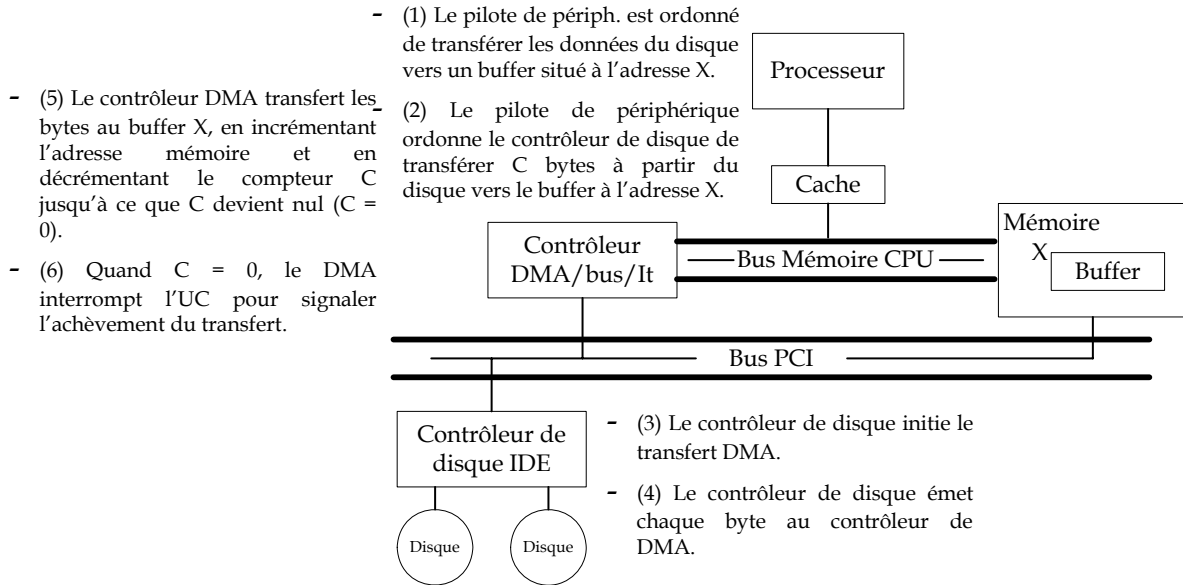 - (1) Le pilote de périph. est ordonné
de transférer les données du disque
vers un buffer situé à l'adresse X.
- (2) Le pilote de périphérique
ordonne le contrôleur de disque de
transférer C bytes à partir du
disque vers le buffer à l'adresse X.
- (5) Le contrôleur DMA transfert les
bytes au buffer X, en incrémentant
l'adresse mémoire et en
décrémentant le compteur C
jusqu'à ce que C devient nul (C =
0).
- (6) Quand C = 0, le DMA
interrompt l'UC pour signaler
l'achèvement du transfert.
Processeur
Cache
Contrôleur
DMA/bus/It
Bus Mémoire CPU
Mémoire
X
Buffer
Bus PCI
Contrôleur de
disque IDE
Disque
Disque
- (3) Le contrôleur de disque initie le
transfert DMA.
- (4) Le contrôleur de disque émet
chaque byte au contrôleur de
DMA.